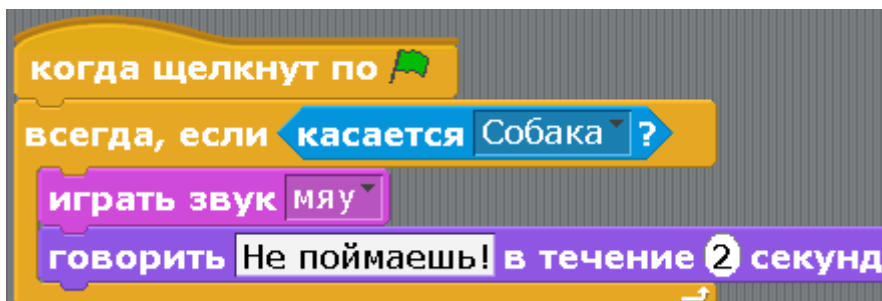 когда щелкнут по
всегда, если касается Собака ?
играть звук мяу
говорить Не поймаешь! в течение 2 секунд